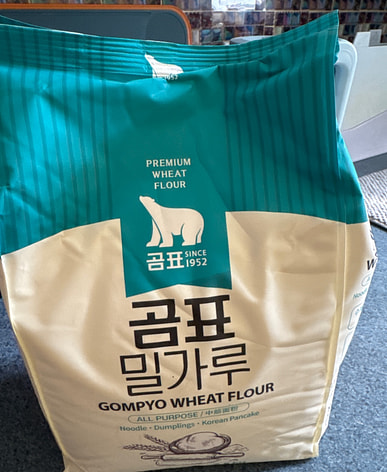 1952
PREMIUM
WHEAT
FLOUR
곰표 SINCE 1952
곰표
밀가루
GOMPYO WHEAT FLOUR
ALL PURPOSE / 中筋面粉
Noodle • Dumplings • Korean Pancake